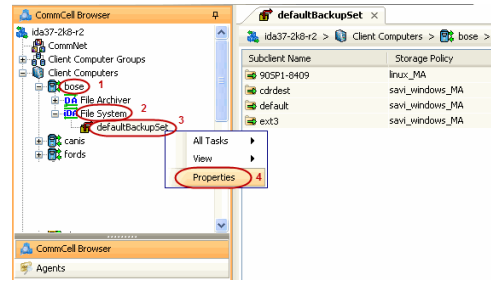 CommCell Browser
ida37-2k8-r2
CommNet
Client Computer Groups
Client Computers
bose 1
DA File Archiver
iDA File System 2
defaultBackupSet 3
canis
fords
All Tasks
View
Properties 4
CommCell Browser
Agents
defaultBackupSet ×
ida37-2k8-r2 > Client Computers > bose >
Subclient Name Storage Policy
90SP1-8409 linux_MA
cdrdest savi_windows_MA
default savi_windows_MA
ext3 savi_windows_MA